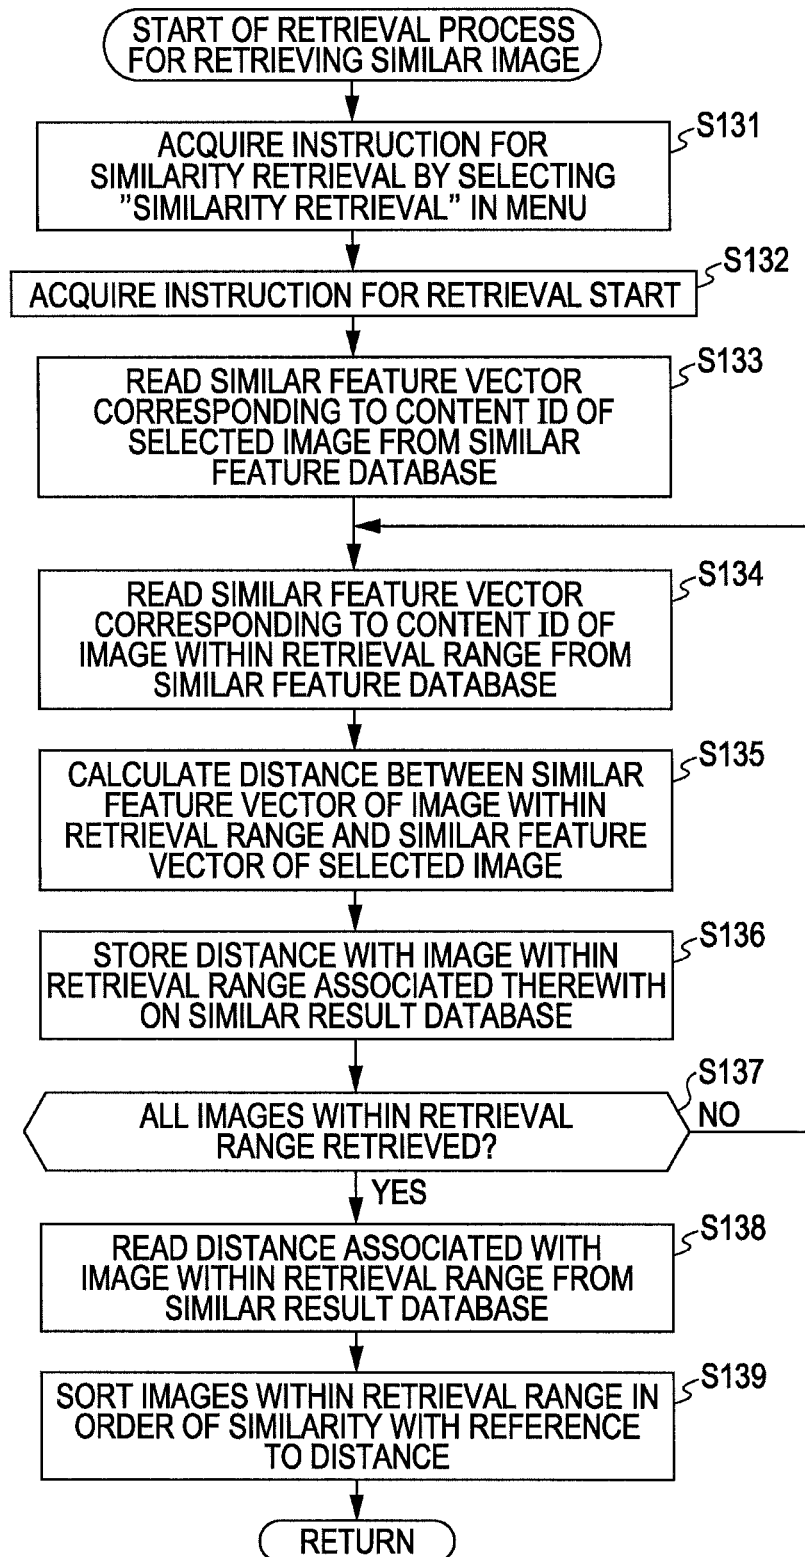 START OF RETRIEVAL PROCESS
FOR RETRIEVING SIMILAR IMAGE
S131
ACQUIRE INSTRUCTION FOR
SIMILARITY RETRIEVAL BY SELECTING
"SIMILARITY RETRIEVAL" IN MENU
S132
ACQUIRE INSTRUCTION FOR RETRIEVAL START
S133
READ SIMILAR FEATURE VECTOR
CORRESPONDING TO CONTENT ID OF
SELECTED IMAGE FROM SIMILAR
FEATURE DATABASE
S134
READ SIMILAR FEATURE VECTOR
CORRESPONDING TO CONTENT ID OF
IMAGE WITHIN RETRIEVAL RANGE FROM
SIMILAR FEATURE DATABASE
S135
CALCULATE DISTANCE BETWEEN SIMILAR
FEATURE VECTOR OF IMAGE WITHIN
RETRIEVAL RANGE AND SIMILAR FEATURE
VECTOR OF SELECTED IMAGE
S136
STORE DISTANCE WITH IMAGE WITHIN
RETRIEVAL RANGE ASSOCIATED THEREWITH
ON SIMILAR RESULT DATABASE
S137
ALL IMAGES WITHIN RETRIEVAL
RANGE RETRIEVED?
NO
YES
S138
READ DISTANCE ASSOCIATED WITH
IMAGE WITHIN RETRIEVAL RANGE FROM
SIMILAR RESULT DATABASE
S139
SORT IMAGES WITHIN RETRIEVAL RANGE IN
ORDER OF SIMILARITY WITH REFERENCE
TO DISTANCE
RETURN